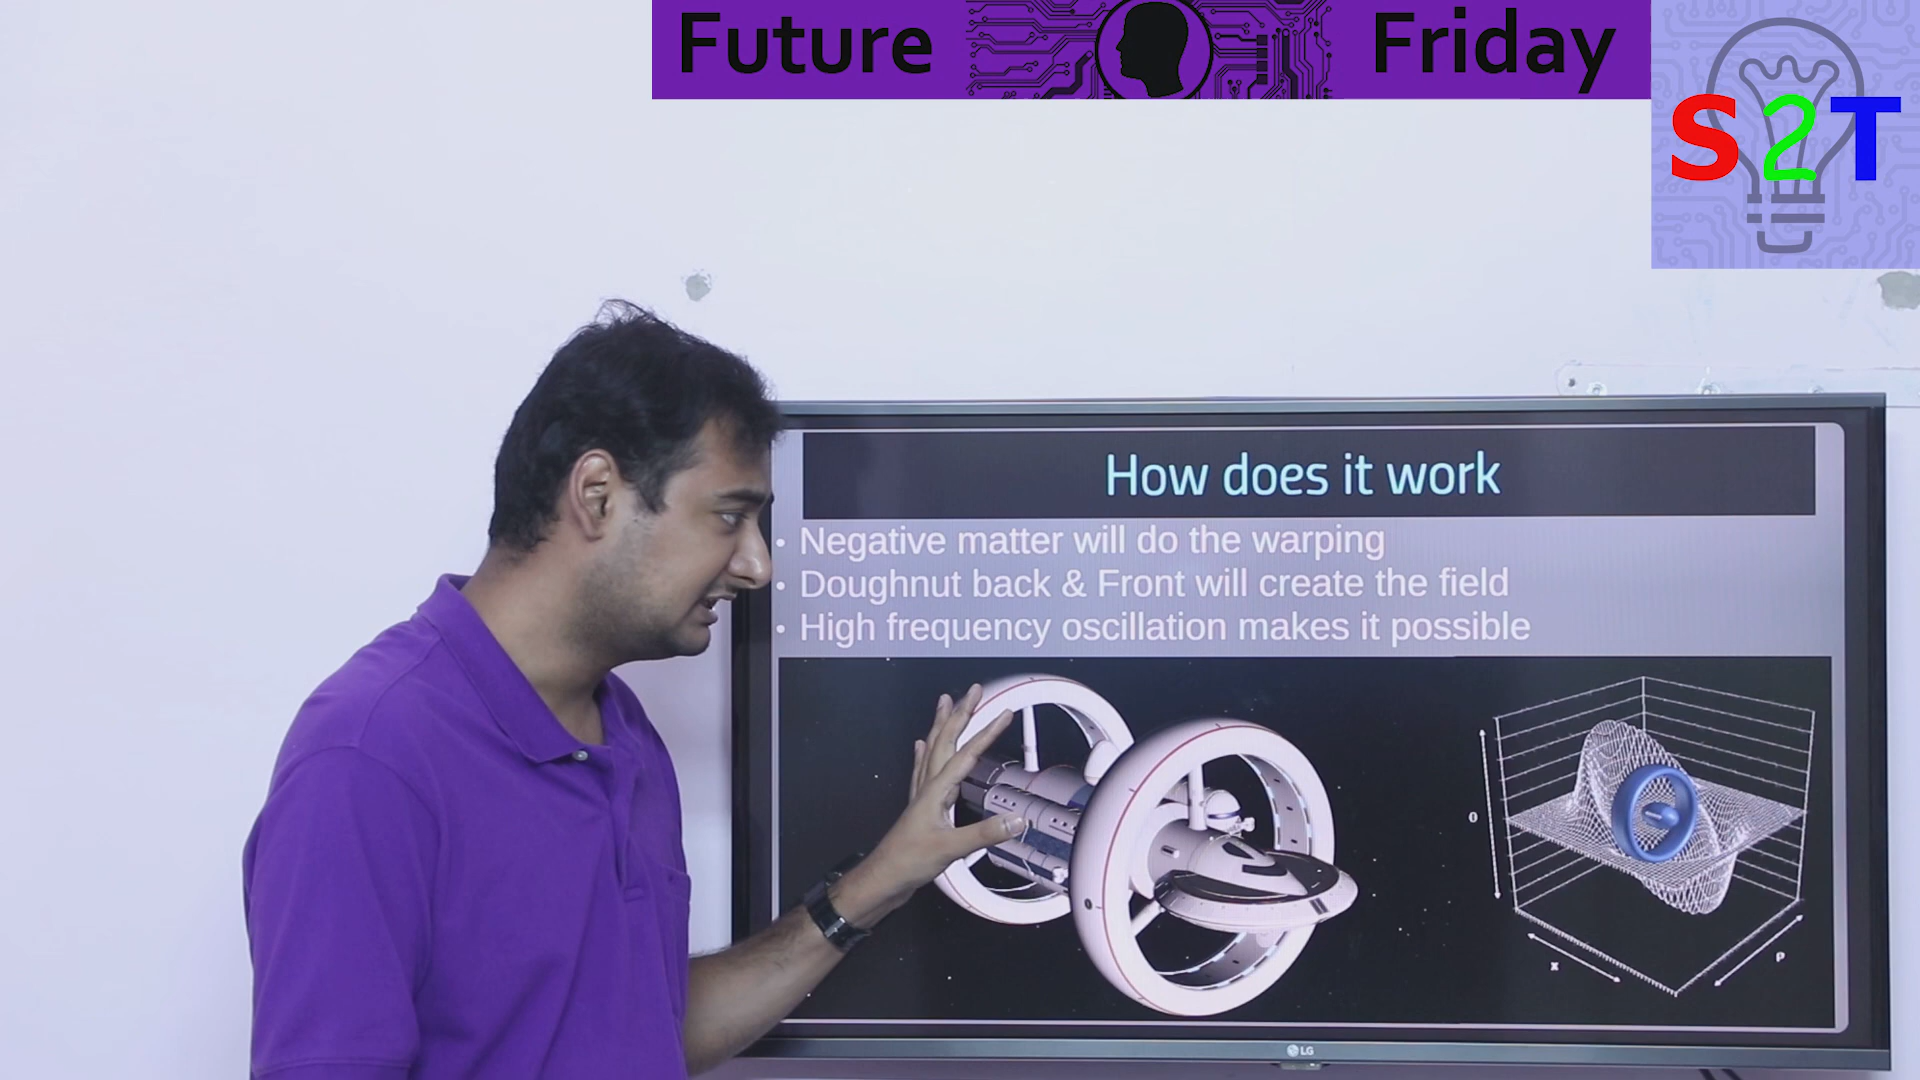 Future Friday
S2T
How does it work
• Negative matter will do the warping
• Doughnut back & Front will create the field
• High frequency oscillation makes it possible
θ
x
ρ
LG